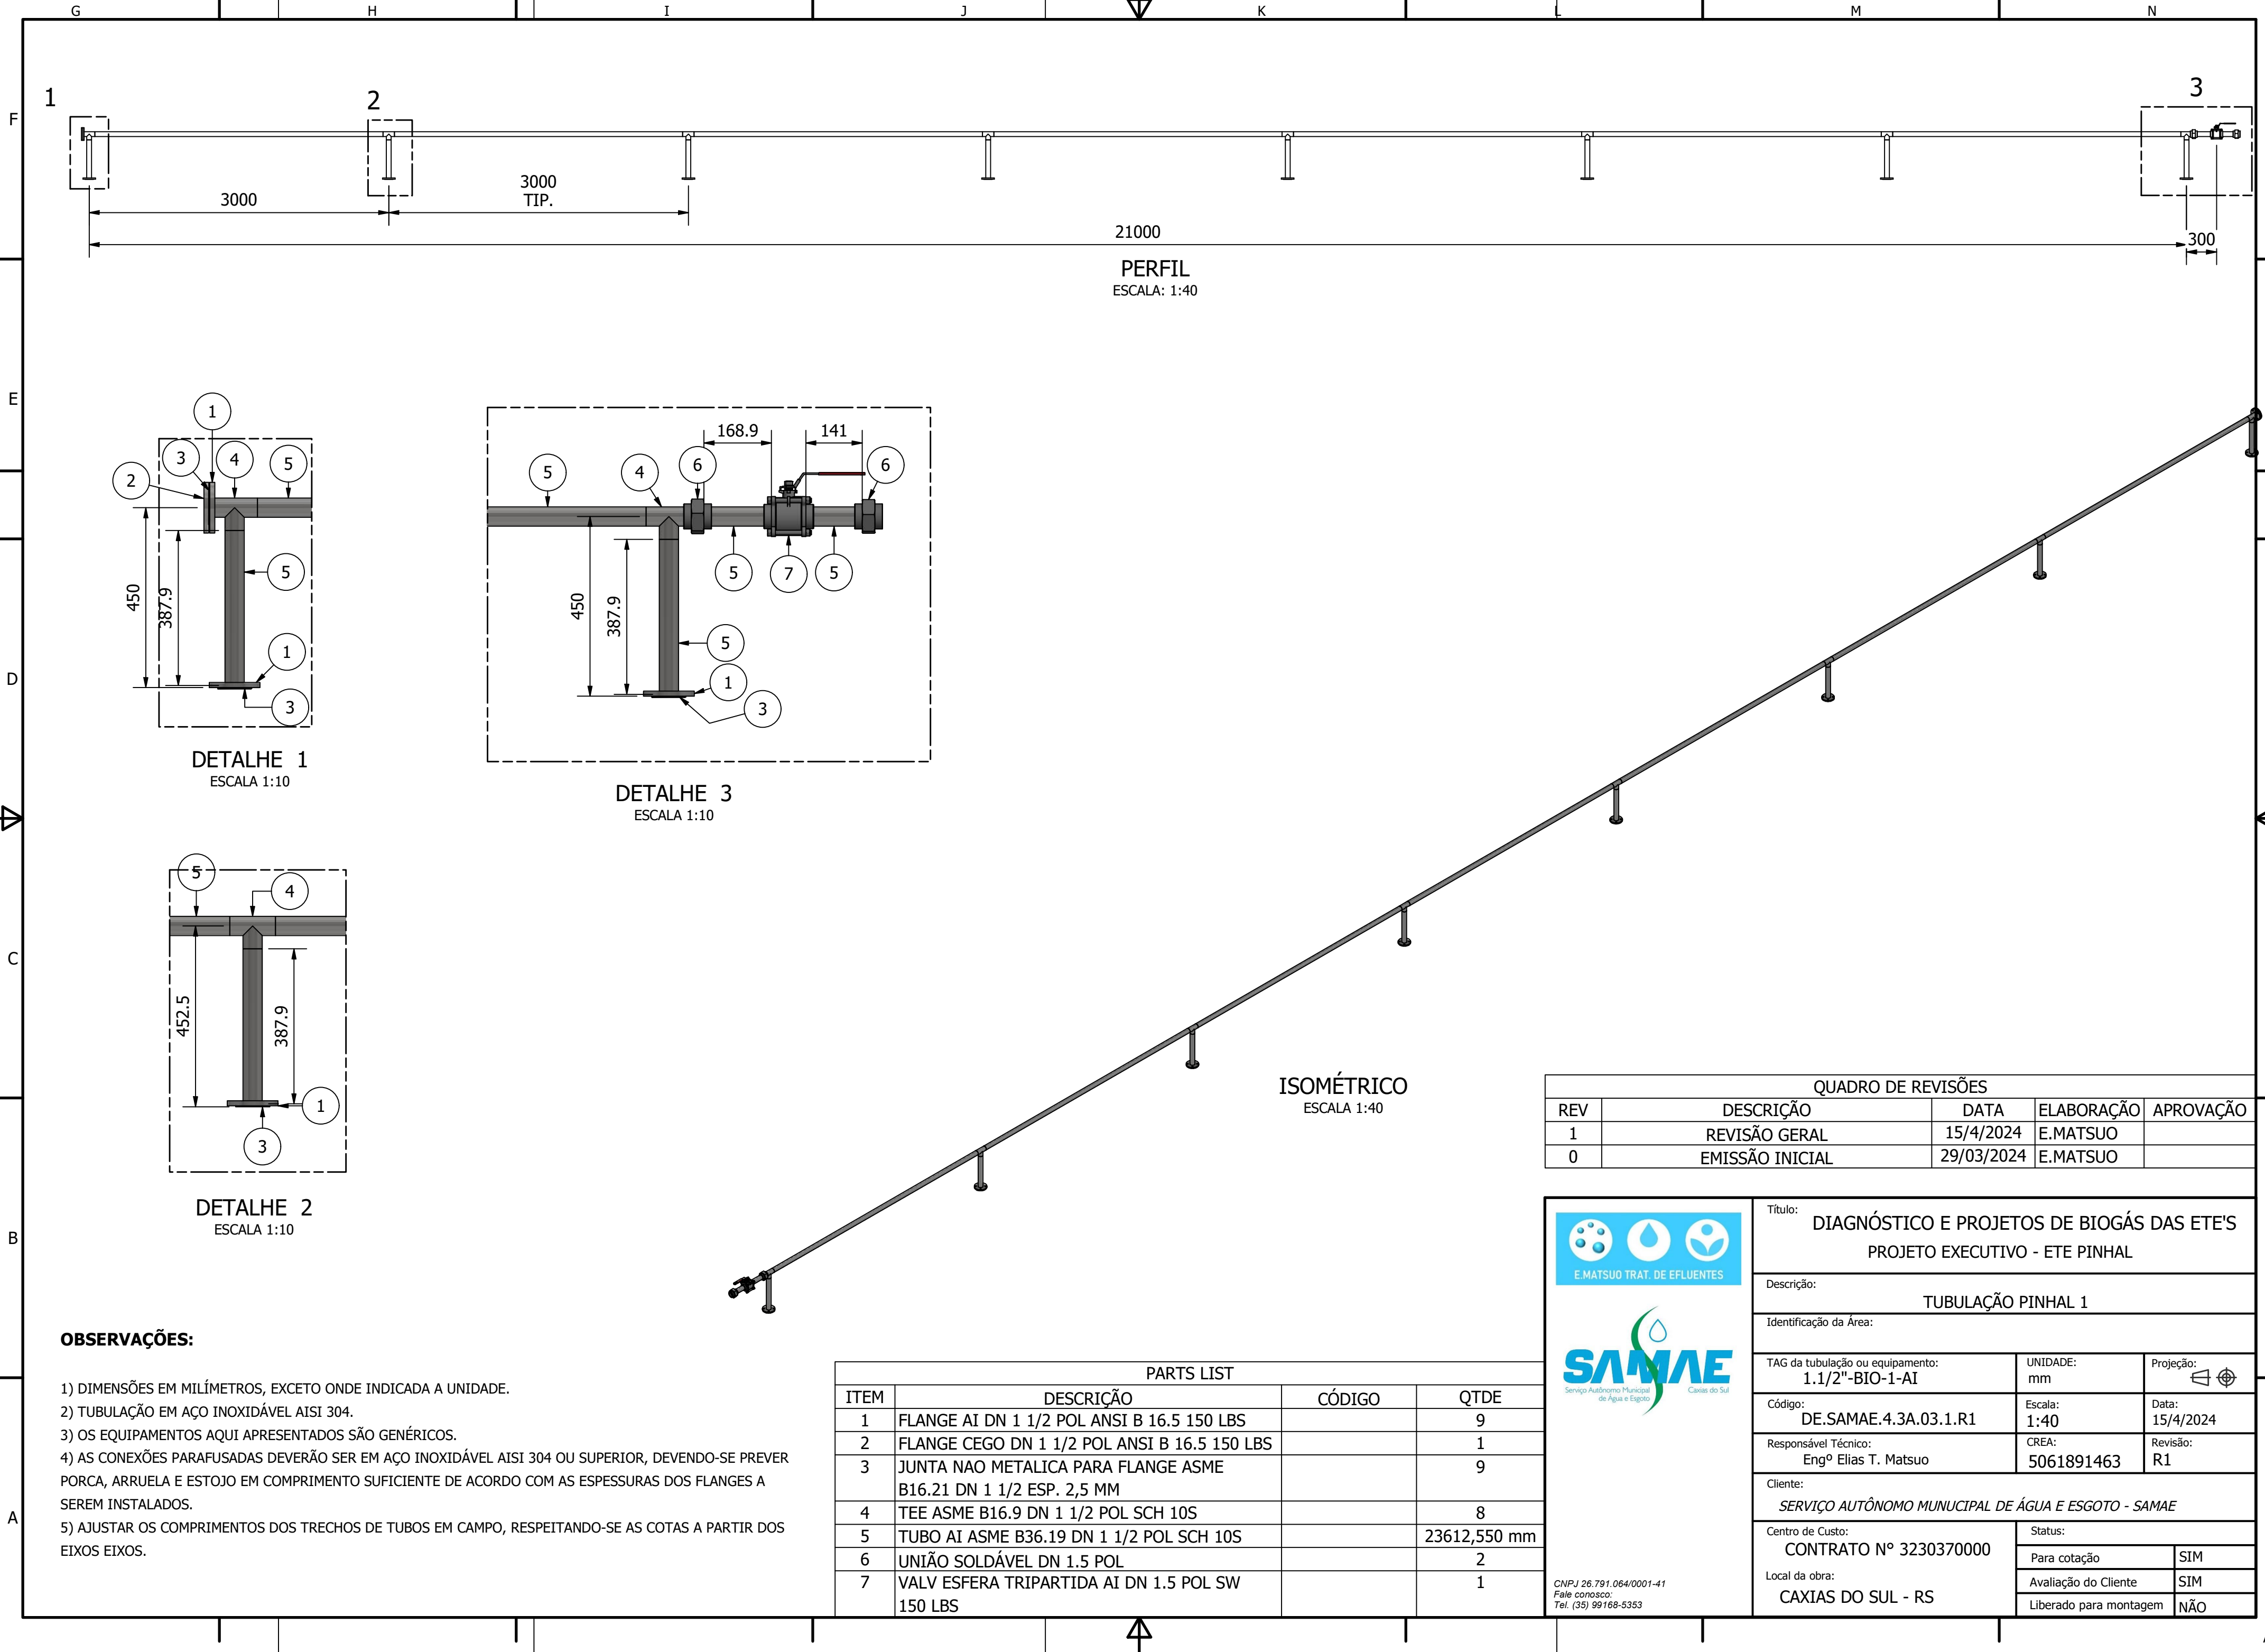 G H I J K L M N
F
E
D
C
B
A
1
2
3
3000
3000
TIP.
21000
300
PERFIL
ESCALA: 1:40
1
3
4
5
2
5
450
387.9
1
3
DETALHE 1
ESCALA 1:10
168.9
141
5
4
6
6
5
7
5
450
387.9
5
1
3
DETALHE 3
ESCALA 1:10
5
4
452.5
387.9
1
3
DETALHE 2
ESCALA 1:10
ISOMÉTRICO
ESCALA 1:40
OBSERVAÇÕES:
1) DIMENSÕES EM MILÍMETROS, EXCETO ONDE INDICADA A UNIDADE.
2) TUBULAÇÃO EM AÇO INOXIDÁVEL AISI 304.
3) OS EQUIPAMENTOS AQUI APRESENTADOS SÃO GENÉRICOS.
4) AS CONEXÕES PARAFUSADAS DEVERÃO SER EM AÇO INOXIDÁVEL AISI 304 OU SUPERIOR, DEVENDO-SE PREVER
PORCA, ARRUELA E ESTOJO EM COMPRIMENTO SUFICIENTE DE ACORDO COM AS ESPESSURAS DOS FLANGES A
SEREM INSTALADOS.
5) AJUSTAR OS COMPRIMENTOS DOS TRECHOS DE TUBOS EM CAMPO, RESPEITANDO-SE AS COTAS A PARTIR DOS
EIXOS EIXOS.
PARTS LIST
ITEM DESCRIÇÃO CÓDIGO QTDE
1 FLANGE AI DN 1 1/2 POL ANSI B 16.5 150 LBS 9
2 FLANGE CEGO DN 1 1/2 POL ANSI B 16.5 150 LBS 1
3 JUNTA NAO METALICA PARA FLANGE ASME 9
B16.21 DN 1 1/2 ESP. 2,5 MM
4 TEE ASME B16.9 DN 1 1/2 POL SCH 10S 8
5 TUBO AI ASME B36.19 DN 1 1/2 POL SCH 10S 23612,550 mm
6 UNIÃO SOLDÁVEL DN 1.5 POL 2
7 VALV ESFERA TRIPARTIDA AI DN 1.5 POL SW 1
150 LBS
QUADRO DE REVISÕES
REV DESCRIÇÃO DATA ELABORAÇÃO APROVAÇÃO
1 REVISÃO GERAL 15/4/2024 E.MATSUO
0 EMISSÃO INICIAL 29/03/2024 E.MATSUO
E.MATSUO TRAT. DE EFLUENTES
SAMAE
Serviço Autônomo Municipal Caxias do Sul
de Água e Esgoto
CNPJ 26.791.064/0001-41
Fale conosco:
Tel. (35) 99168-5353
Título:
DIAGNÓSTICO E PROJETOS DE BIOGÁS DAS ETE'S
PROJETO EXECUTIVO - ETE PINHAL
Descrição:
TUBULAÇÃO PINHAL 1
Identificação da Área:
TAG da tubulação ou equipamento: UNIDADE: Projeção:
1.1/2"-BIO-1-AI mm
Código: Escala: Data:
DE.SAMAE.4.3A.03.1.R1 1:40 15/4/2024
Responsável Técnico: CREA: Revisão:
Engº Elias T. Matsuo 5061891463 R1
Cliente:
SERVIÇO AUTÔNOMO MUNUCIPAL DE ÁGUA E ESGOTO - SAMAE
Centro de Custo: Status:
CONTRATO N° 3230370000
Para cotação SIM
Local da obra:
Avaliação do Cliente SIM
CAXIAS DO SUL - RS
Liberado para montagem NÃO